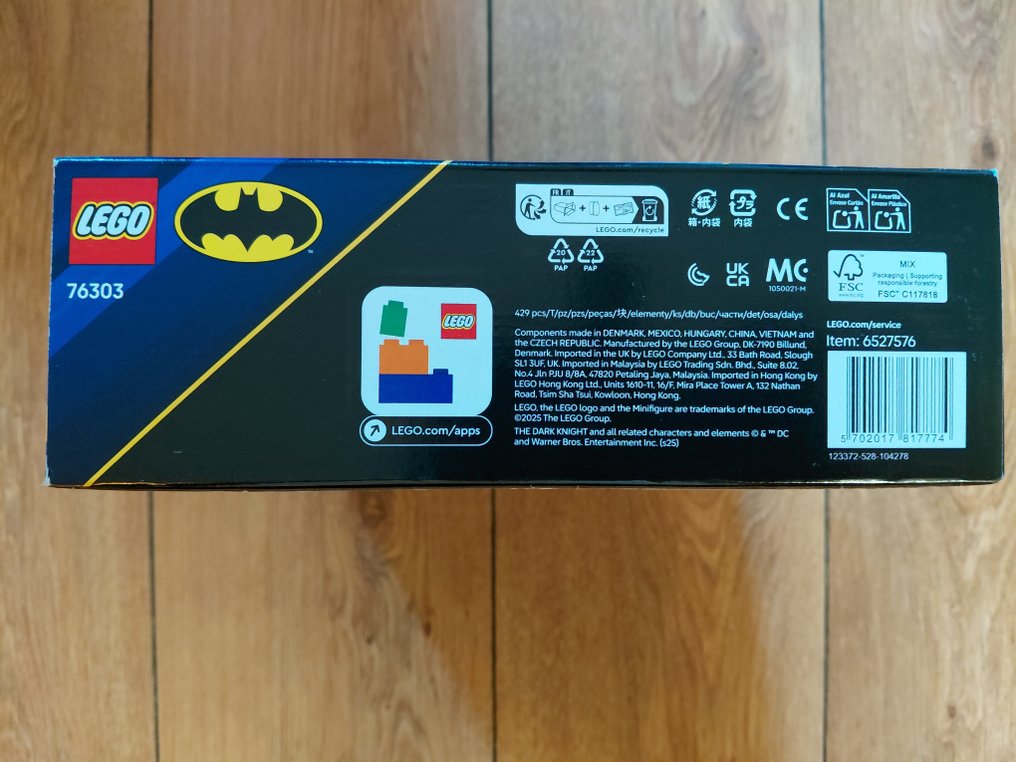 LEGO
76303
LEGO
LEGO.com/apps
FR IT
LEGO.com/recycle
20
PAP
22
PAP
紙
箱・内袋
プラ
内袋
CE
Al Azul
Envase Cartón
Al Amarillo
Envase Plástico
UK
CA
1050021-M
FSC
www.fsc.org
MIX
Packaging | Supporting
responsible forestry
FSC™ C117818
429 pcs/T/pz/pzs/peças/块/elementy/ks/db/buc/части/det/osa/dalys
Components made in DENMARK, MEXICO, HUNGARY, CHINA, VIETNAM and
the CZECH REPUBLIC. Manufactured by the LEGO Group, DK-7190 Billund,
Denmark. Imported in the UK by LEGO Company Ltd., 33 Bath Road, Slough
SL1 3UF, UK. Imported in Malaysia by LEGO Trading Sdn. Bhd., Suite 8.02,
No.4 Jln PJU 8/8A, 47820 Petaling Jaya, Malaysia. Imported in Hong Kong by
LEGO Hong Kong Ltd., Units 1610-11, 16/F, Mira Place Tower A, 132 Nathan
Road, Tsim Sha Tsui, Kowloon, Hong Kong.
LEGO, the LEGO logo and the Minifigure are trademarks of the LEGO Group.
©2025 The LEGO Group.
THE DARK KNIGHT and all related characters and elements © & ™ DC
and Warner Bros. Entertainment Inc. (s25)
LEGO.com/service
Item: 6527576
5 702017 817774
123372-528-104278